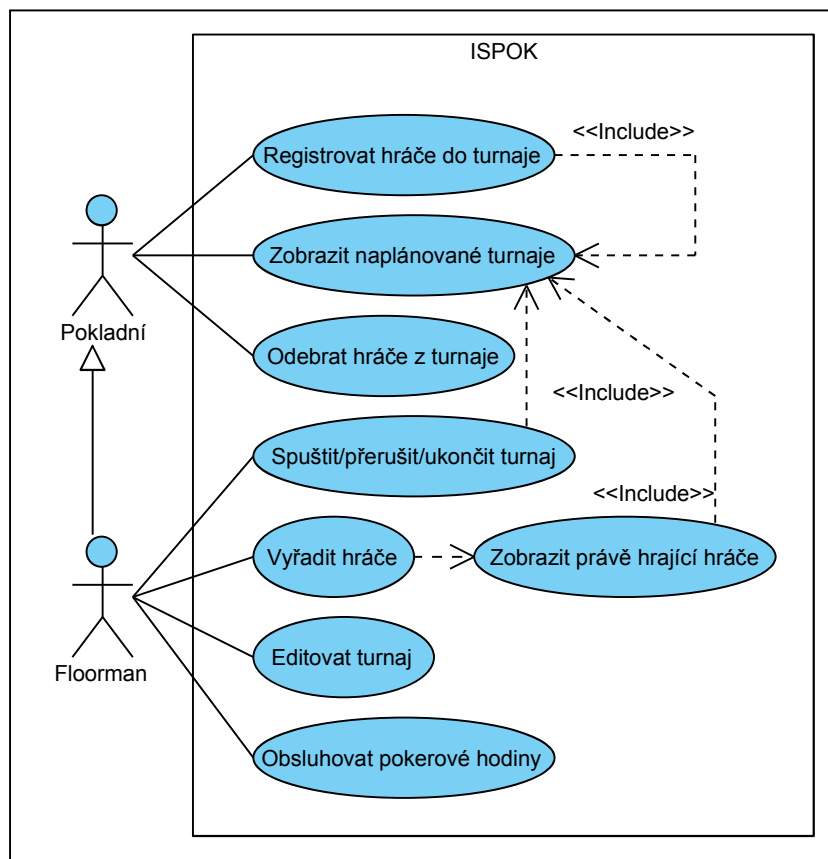 ISPOK
<<Include>>
Registrovat hráče do turnaje
Zobrazit naplánované turnaje
Pokladní
Odebrat hráče z turnaje
<<Include>>
Spuštit/přerušit/ukončit turnaj
<<Include>>
Vyřadit hráče
Zobrazit právě hrající hráče
Floorman
Editovat turnaj
Obsluhovat pokerové hodiny